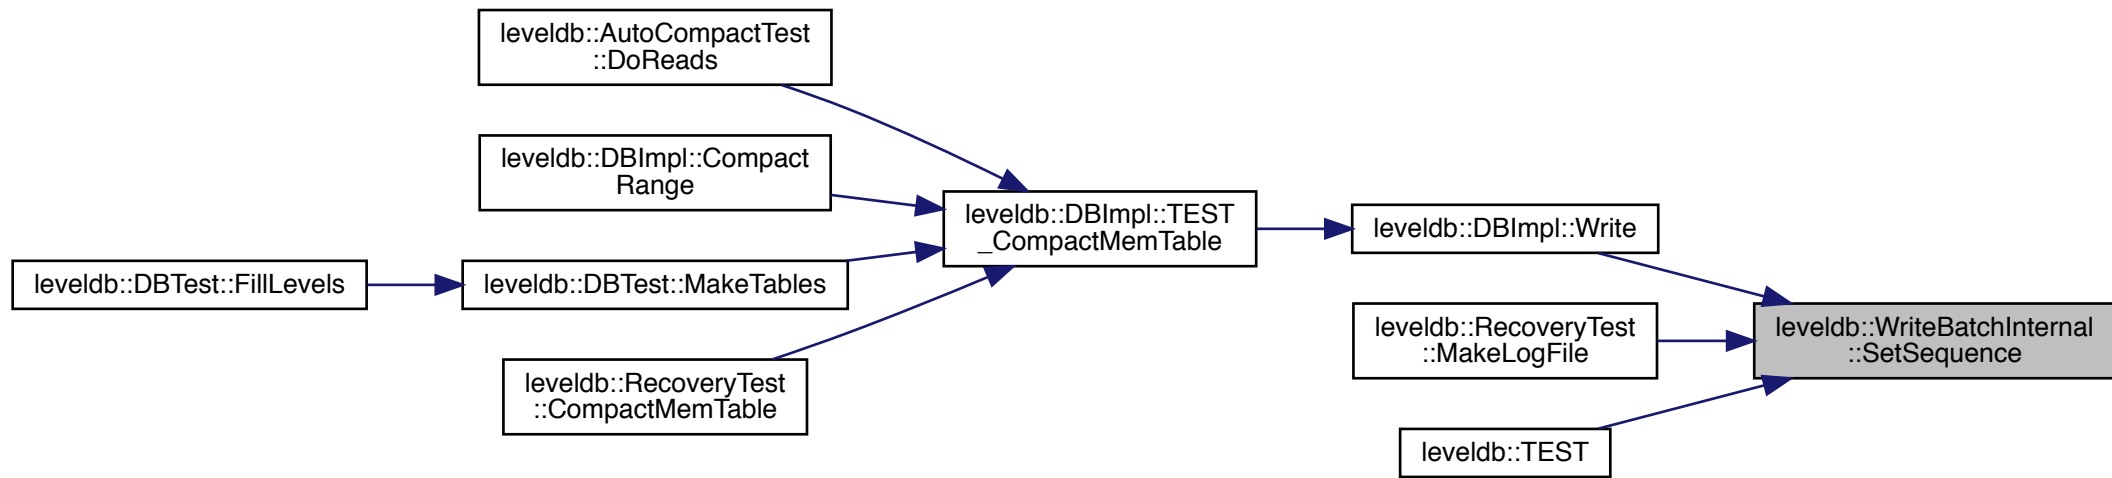 leveldb::AutoCompactTest
::DoReads
leveldb::DBImpl::Compact
Range
leveldb::DBImpl::TEST
_CompactMemTable
leveldb::DBImpl::Write
leveldb::DBTest::FillLevels
leveldb::DBTest::MakeTables
leveldb::RecoveryTest
::MakeLogFile
leveldb::WriteBatchInternal
::SetSequence
leveldb::RecoveryTest
::CompactMemTable
leveldb::TEST